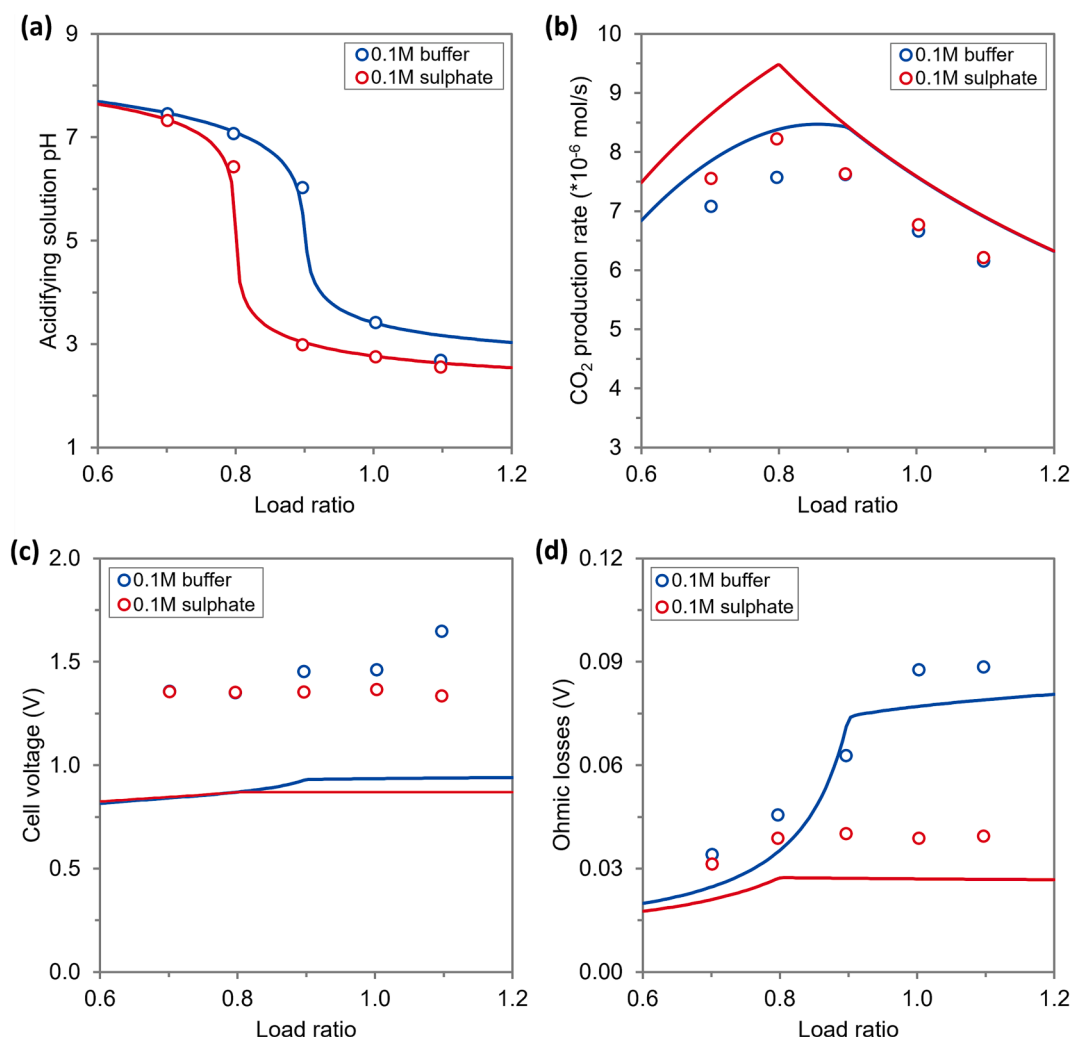 (a)
9
7
5
3
1
0.6
0.8
1.0
1.2
Acidifying solution pH
Load ratio
0.1M buffer
0.1M sulphate
(b)
10
9
8
7
6
5
4
3
0.6
0.8
1.0
1.2
CO₂ production rate (*10⁻⁶ mol/s)
Load ratio
0.1M buffer
0.1M sulphate
(c)
2.0
1.5
1.0
0.5
0.0
0.6
0.8
1.0
1.2
Cell voltage (V)
Load ratio
0.1M buffer
0.1M sulphate
(d)
0.12
0.09
0.06
0.03
0.00
0.6
0.8
1.0
1.2
Ohmic losses (V)
Load ratio
0.1M buffer
0.1M sulphate